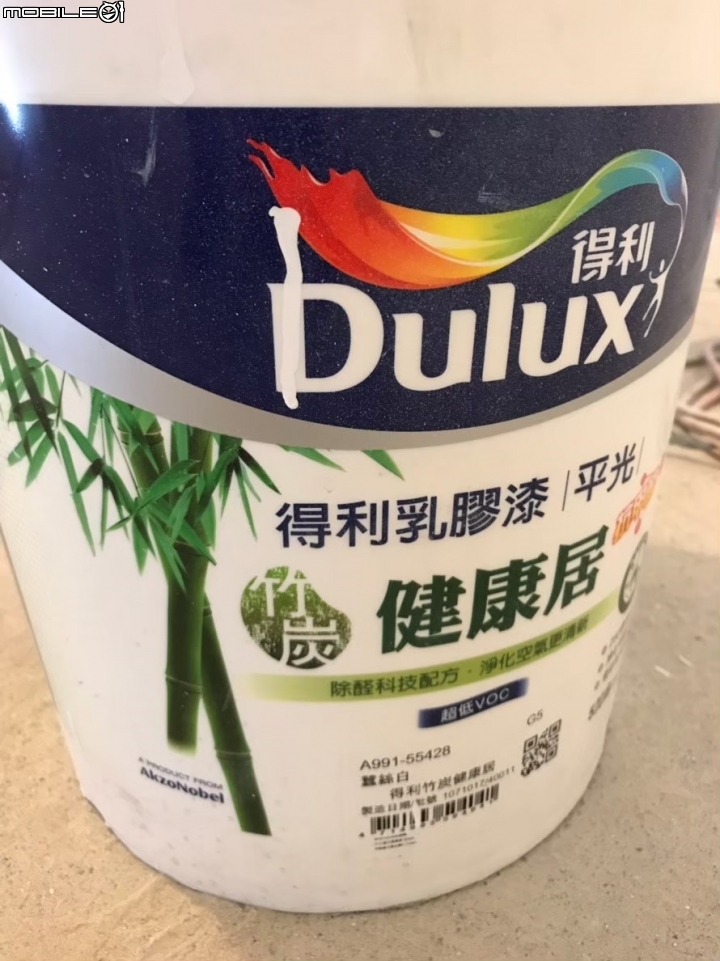 MOBILE01
得利
Dulux
得利乳膠漆 | 平光 |
竹炭 健康居
除醛科技配方・淨化空氣更清新
超低VOC
G5
A991-55428
蠶絲白
得利竹炭健康居
製造日期/批號 1071017/40011
A PRODUCT FROM
AkzoNobel